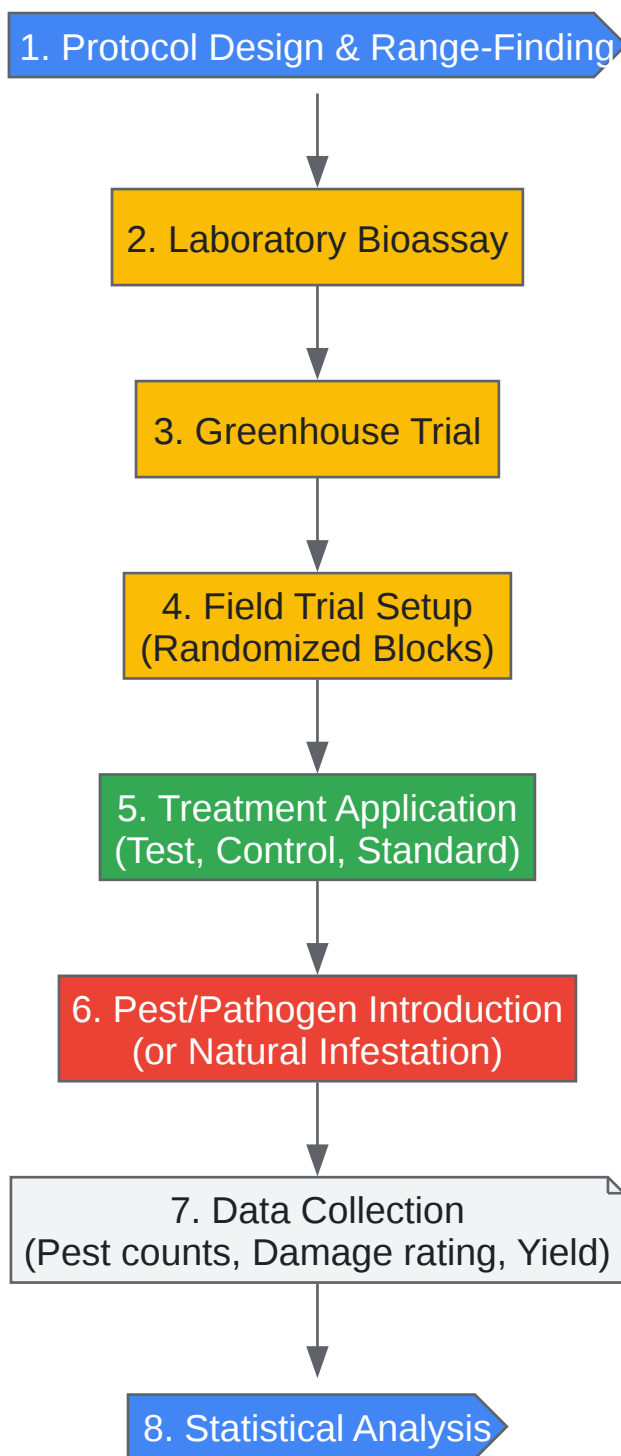 1. Protocol Design & Range-Finding
2. Laboratory Bioassay
3. Greenhouse Trial
4. Field Trial Setup
(Randomized Blocks)
5. Treatment Application
(Test, Control, Standard)
6. Pest/Pathogen Introduction
(or Natural Infestation)
7. Data Collection
(Pest counts, Damage rating, Yield)
8. Statistical Analysis